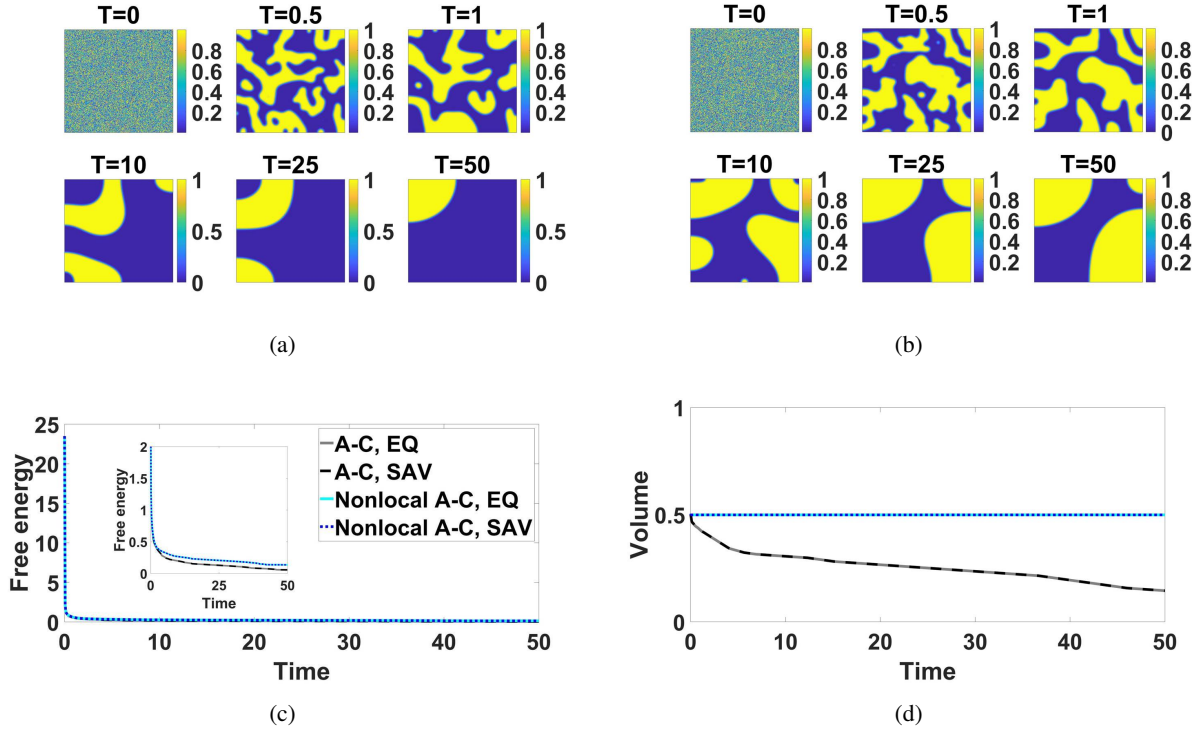 T=0 T=0.5 T=1
0.8 0.6 0.4 0.2
1 0.8 0.6 0.4 0.2
1 0.8 0.6 0.4 0.2
T=10 T=25 T=50
1 0.5 0
1 0.5 0
1 0.5 0
(a)
T=0 T=0.5 T=1
0.8 0.6 0.4 0.2
0.8 0.6 0.4 0.2
1 0.8 0.6 0.4 0.2 0
T=10 T=25 T=50
1 0.8 0.6 0.4 0.2
1 0.8 0.6 0.4 0.2
1 0.8 0.6 0.4 0.2
(b)
Free energy
25
20
15
10
5
0
0 10 20 30 40 50
Time
Free energy
2
1.5
1
0.5
0
0 25 50
Time
A-C, EQ
A-C, SAV
Nonlocal A-C, EQ
Nonlocal A-C, SAV
(c)
Volume
1
0.5
0
0 10 20 30 40 50
Time
(d)